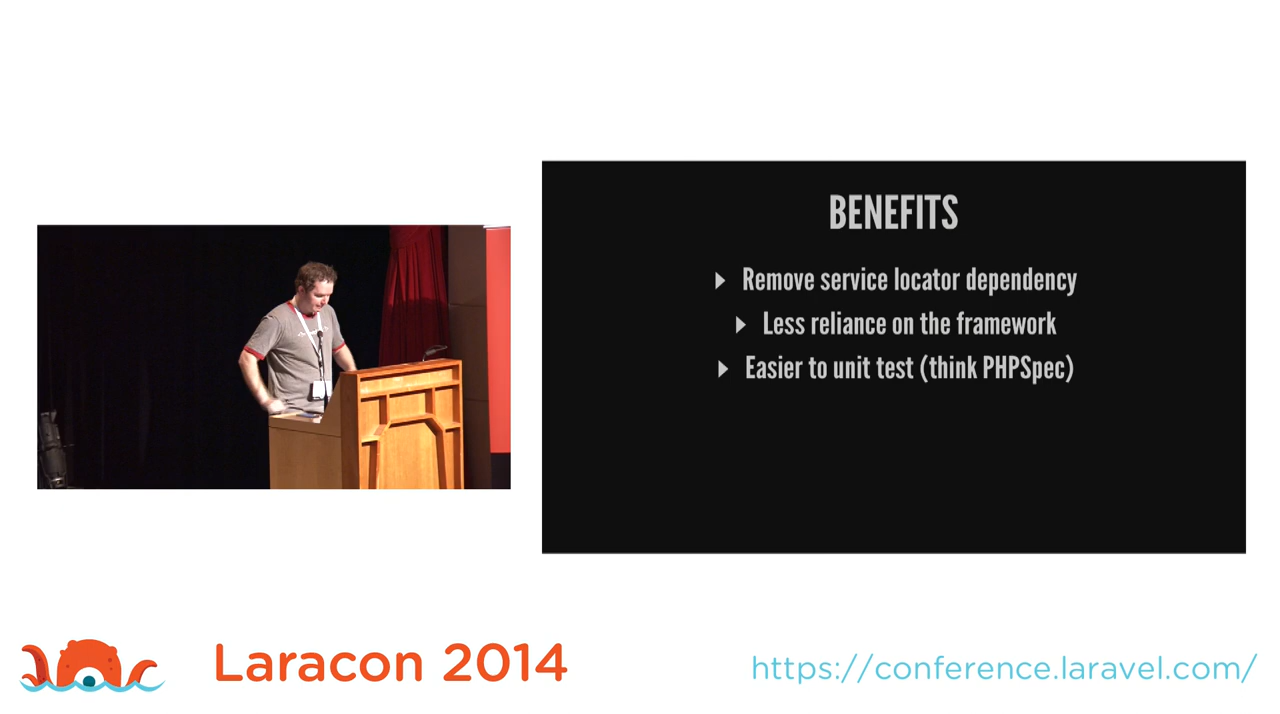 BENEFITS
Remove service locator dependency
Less reliance on the framework
Easier to unit test (think PHPSpec)
Laracon 2014
https://conference.laravel.com/